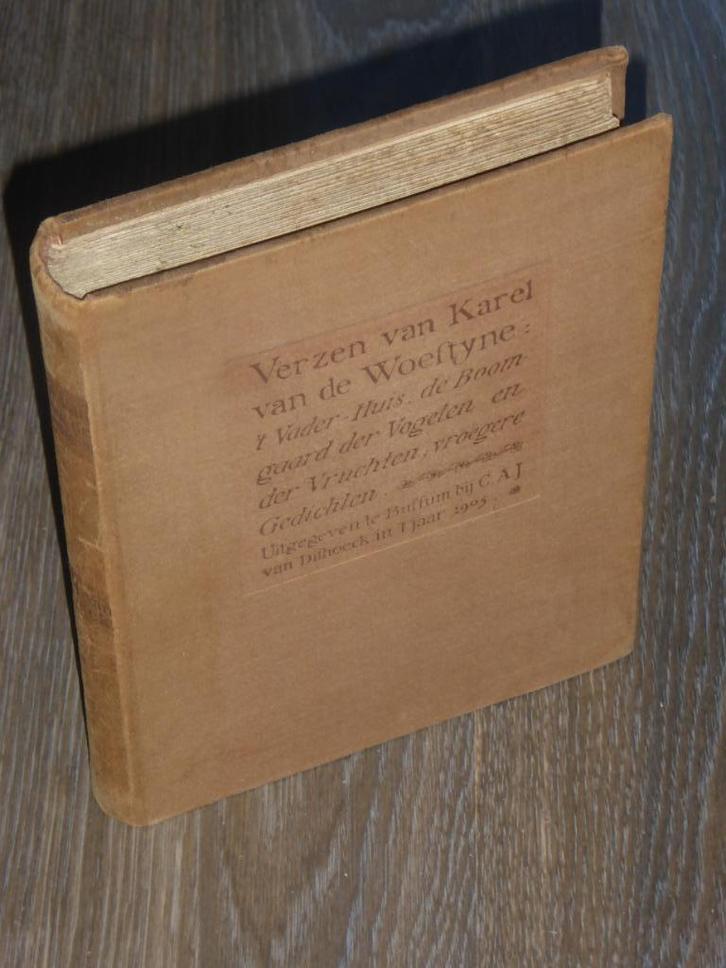 Verzen van Karel
van de Woeſtyne:
't Vader-Huis. de Boom-
gaard der Vogelen en
der Vruchten; vroegere
Gedichten.
Uitgegeven te Bussum bij C. A. J
van Dishoeck in 't jaar 1905.